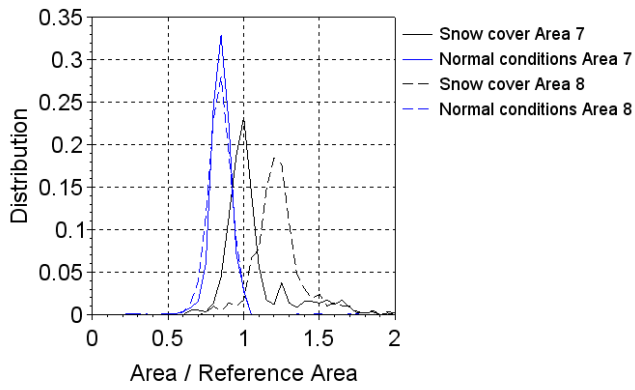 0.35
0.3
0.25
0.2
0.15
0.1
0.05
0
0 0.5 1 1.5 2
Distribution
Area / Reference Area
Snow cover Area 7
Normal conditions Area 7
Snow cover Area 8
Normal conditions Area 8